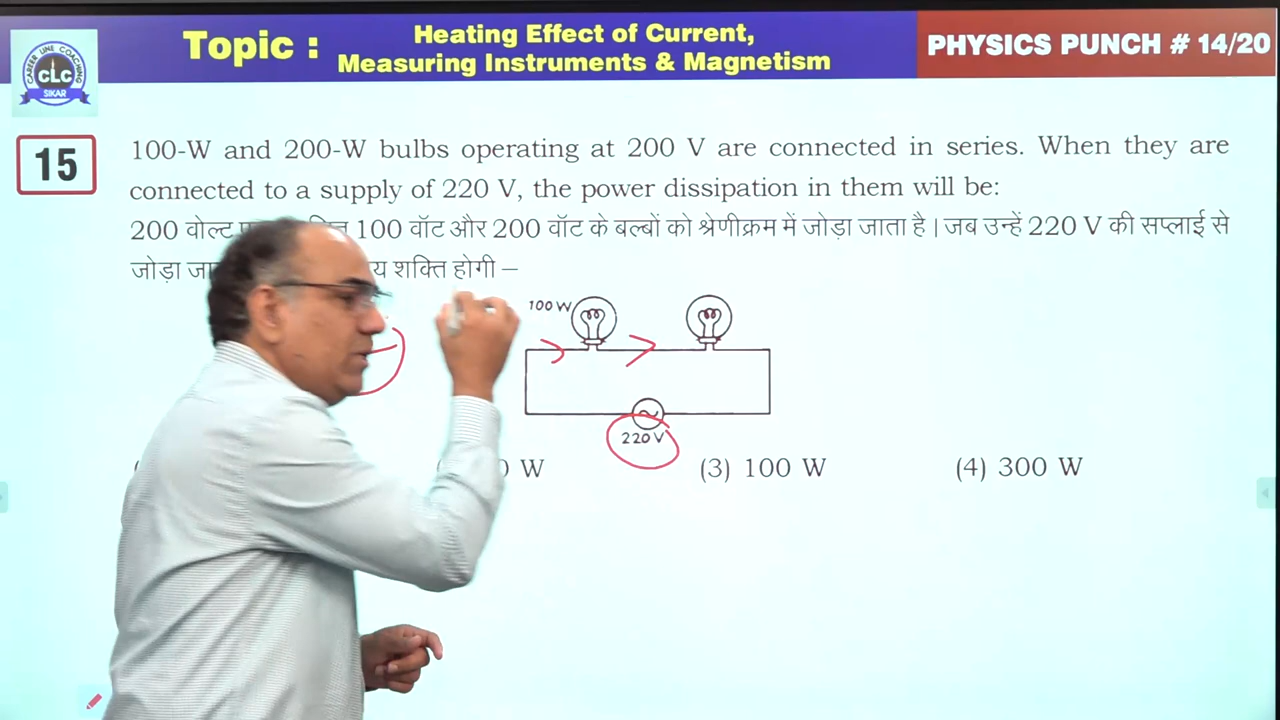 CAREER LINE COACHING
CLC
SIKAR
Topic :
Heating Effect of Current,
Measuring Instruments & Magnetism
PHYSICS PUNCH # 14/20
15
100-W and 200-W bulbs operating at 200 V are connected in series. When they are
connected to a supply of 220 V, the power dissipation in them will be:
200 वोल्ट 100 वॉट और 200 वॉट के बल्बों को श्रेणीक्रम में जोड़ा जाता है। जब उन्हें 220 V की सप्लाई से
जोड़ा शक्ति होगी –
100 W
220 V
W
(3) 100 W
(4) 300 W